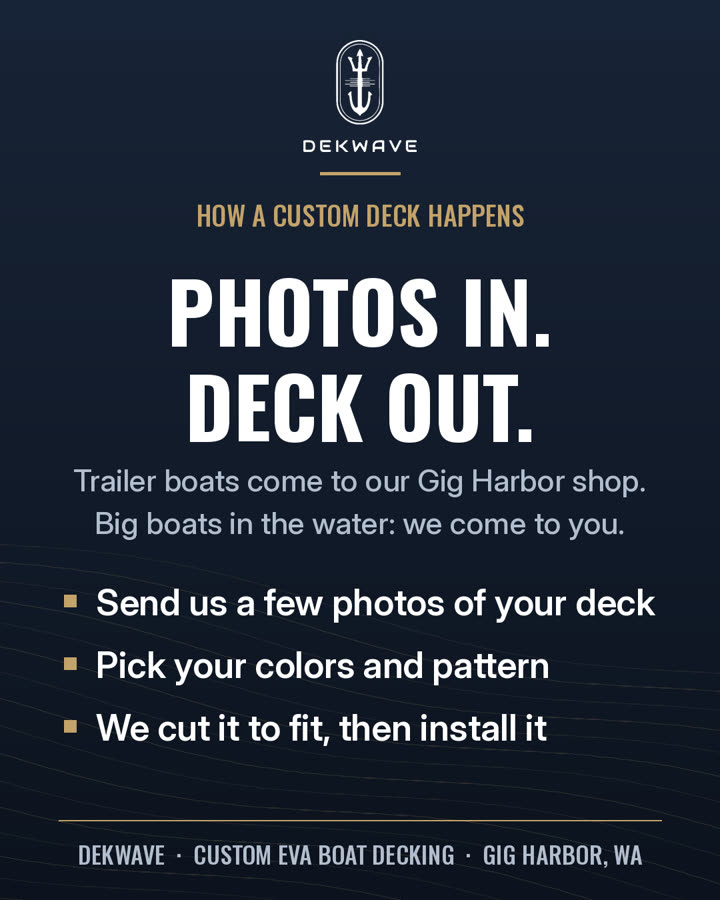 DEKWAVE
HOW A CUSTOM DECK HAPPENS
PHOTOS IN.
DECK OUT.
Trailer boats come to our Gig Harbor shop.
Big boats in the water: we come to you.
Send us a few photos of your deck
Pick your colors and pattern
We cut it to fit, then install it
DEKWAVE · CUSTOM EVA BOAT DECKING · GIG HARBOR, WA